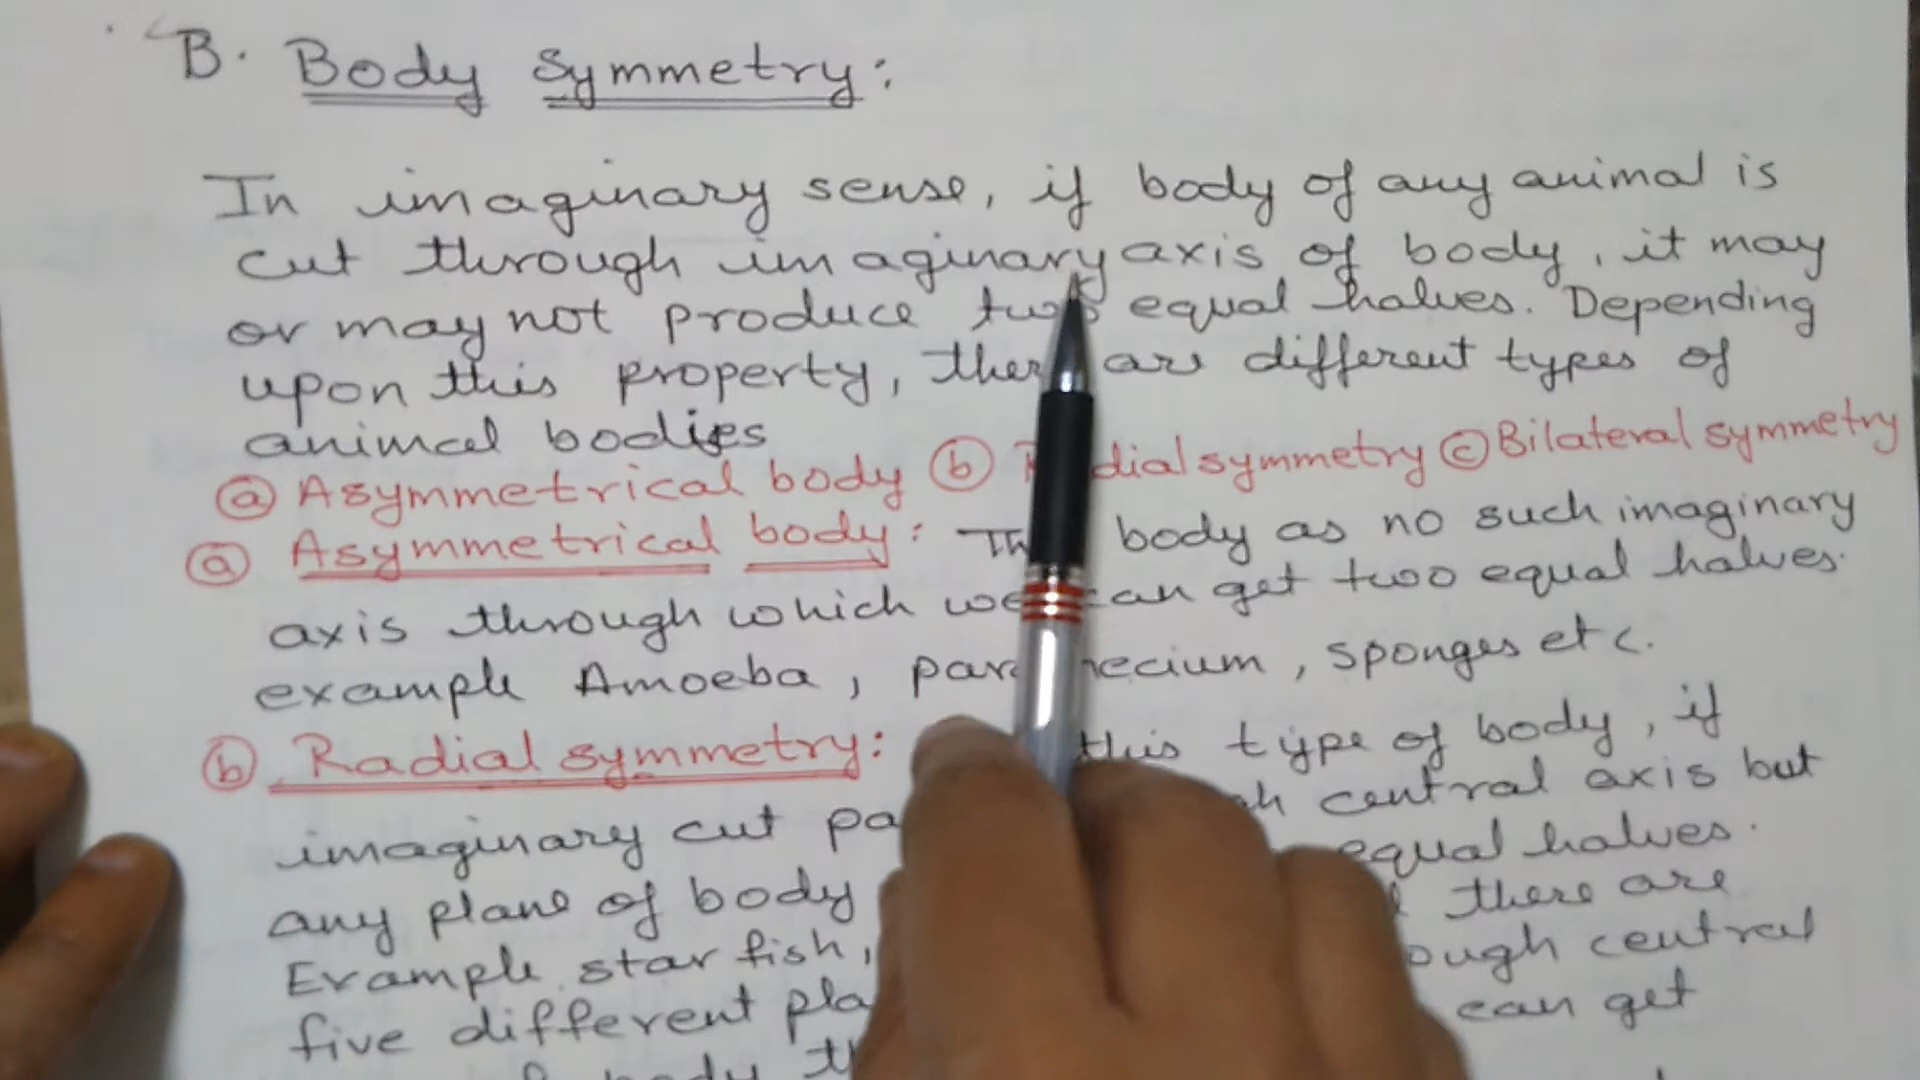 B. Body Symmetry:
In imaginary sense, if body of any animal is
cut through imaginary axis of body, it may
or may not produce two equal halves. Depending
upon this property, ther are different types of
animal bodies
ⓐ Asymmetrical body ⓑ symmetry ⓒ Bilateral symmetry
ⓐ Asymmetrical body: body as no such imaginary
axis through which we can get two equal halves.
example Amoeba, , sponges etc.
ⓑ Radial symmetry: this type of body, if
imaginary cut central axis but
any plane of body equal halves.
Example star fish, there are
five different central
can get
body